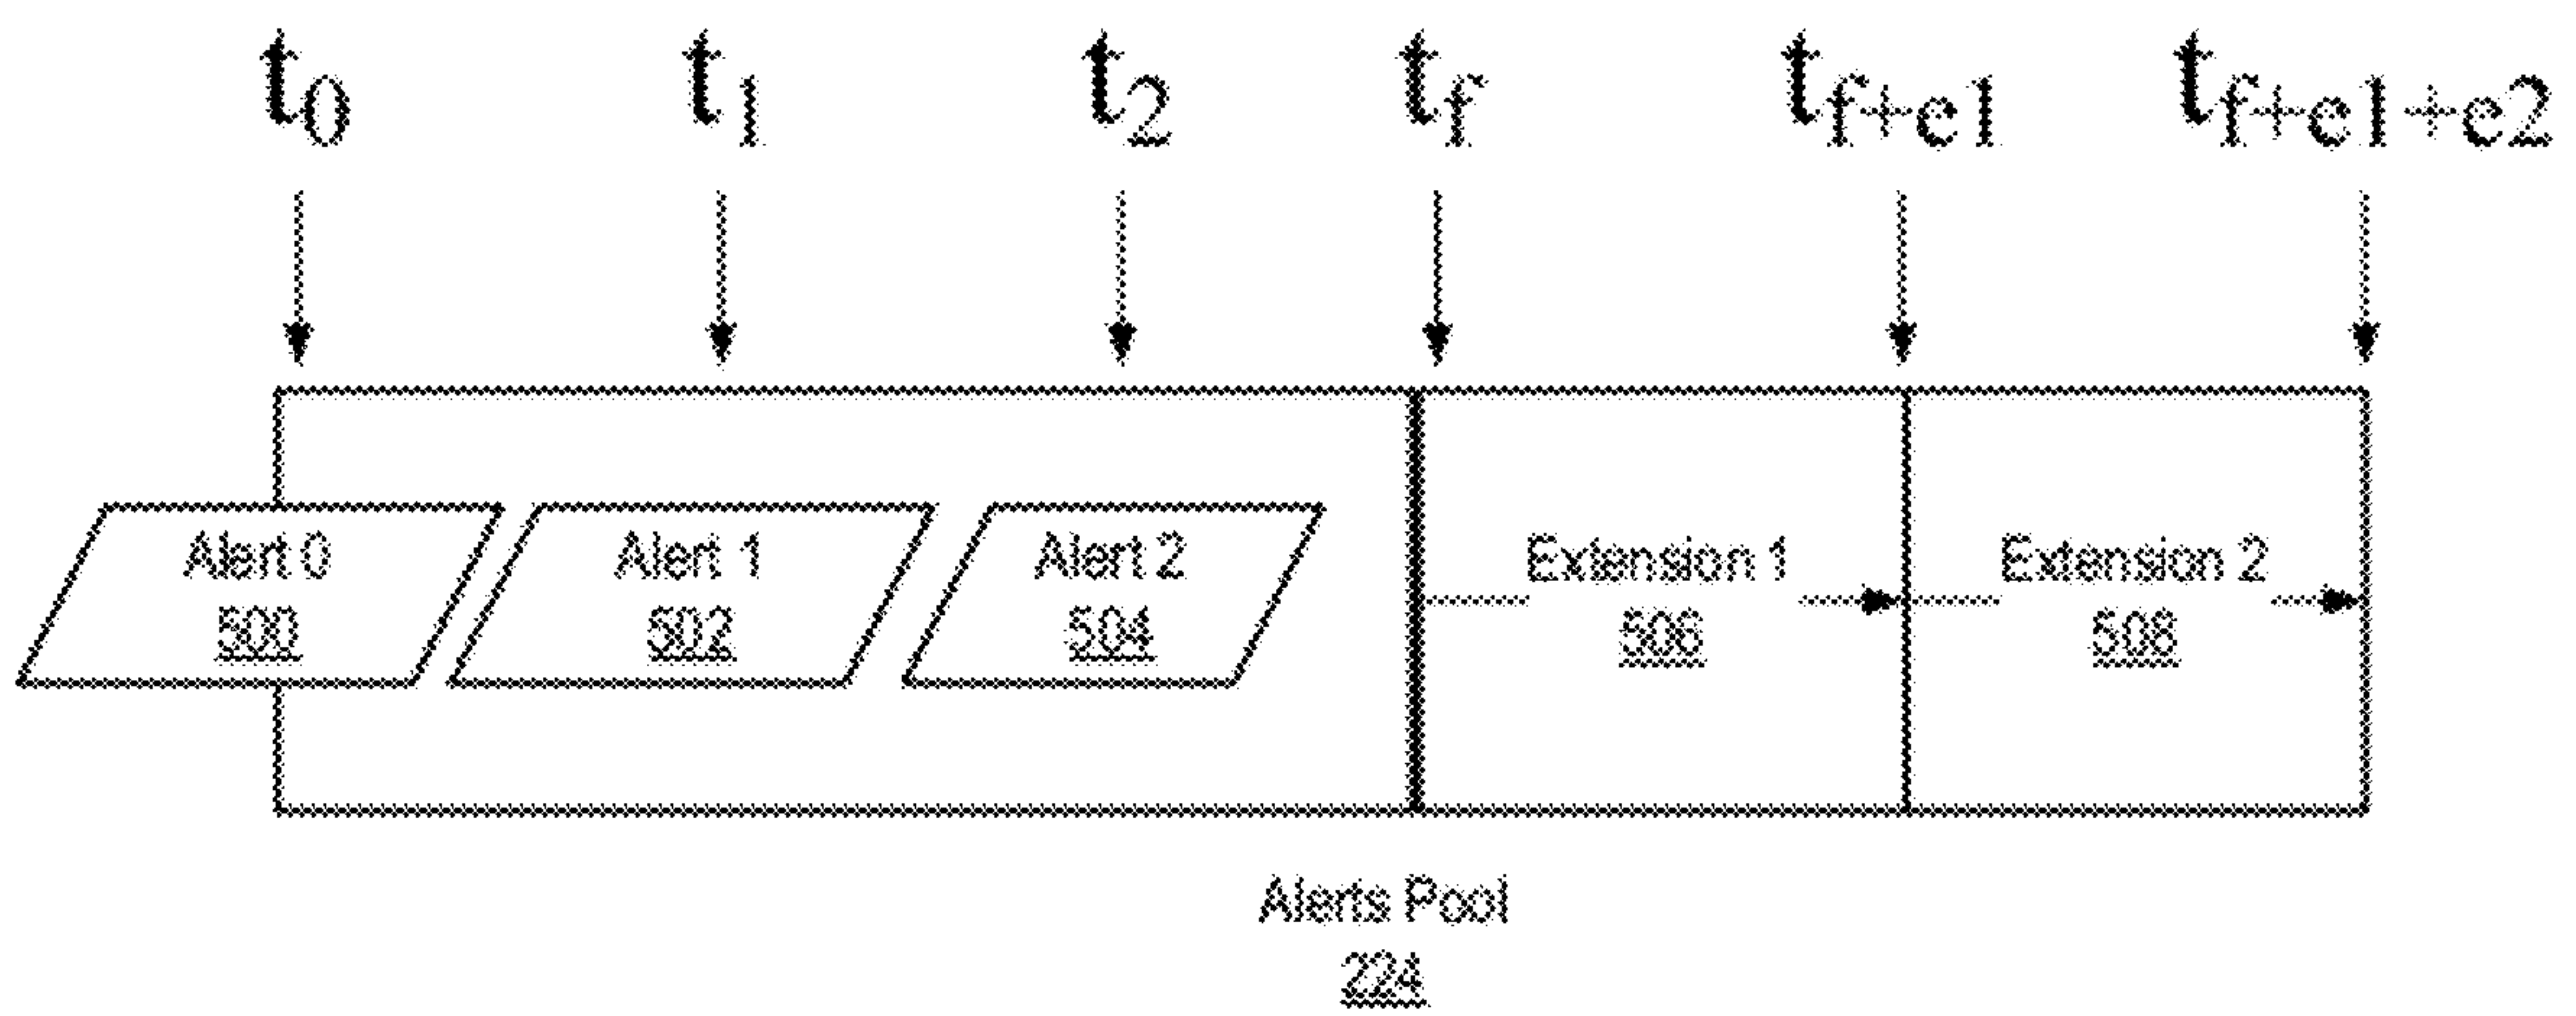 t0 t1 t2 tf tf+e1 tf+e1+e2
Alert 0 Alert 1 Alert 2 Extension 1 Extension 2
500 502 504 506 508
Alerts Pool
224